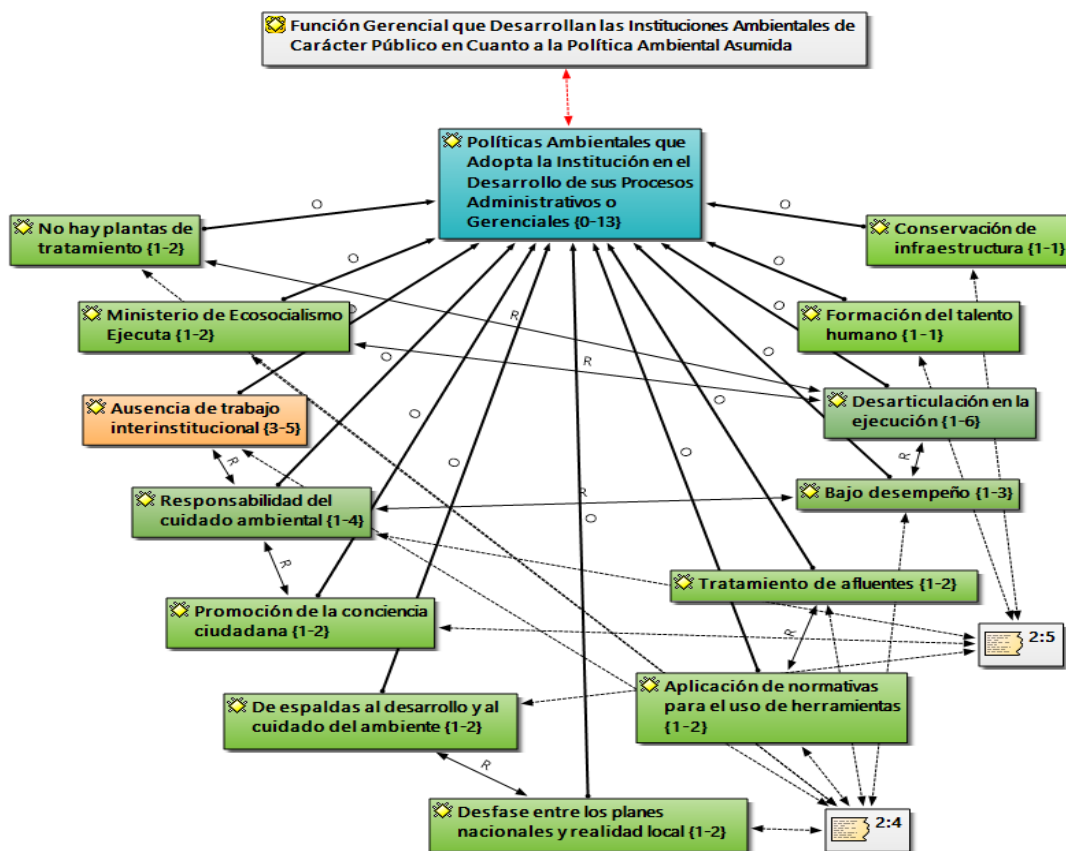 Función Gerencial que Desarrollan las Instituciones Ambientales de
Carácter Público en Cuanto a la Política Ambiental Asumida
Políticas Ambientales que
Adopta la Institución en el
Desarrollo de sus Procesos
Administrativos o
Gerenciales {0-13}
No hay plantas de
tratamiento {1-2}
Conservación de
infraestructura {1-1}
Ministerio de Ecosocialismo
Ejecuta {1-2}
Formación del talento
humano {1-1}
Ausencia de trabajo
interinstitucional {3-5}
Desarticulación en la
ejecución {1-6}
Responsabilidad del
cuidado ambiental {1-4}
Bajo desempeño {1-3}
Promoción de la conciencia
ciudadana {1-2}
Tratamiento de afluentes {1-2}
2:5
De espaldas al desarrollo y al
cuidado del ambiente {1-2}
Aplicación de normativas
para el uso de herramientas
{1-2}
Desfase entre los planes
nacionales y realidad local {1-2}
2:4
O
O
O
O
O
O
O
O
O
O
O
O
O
R
R
R
R
R
R
R
R